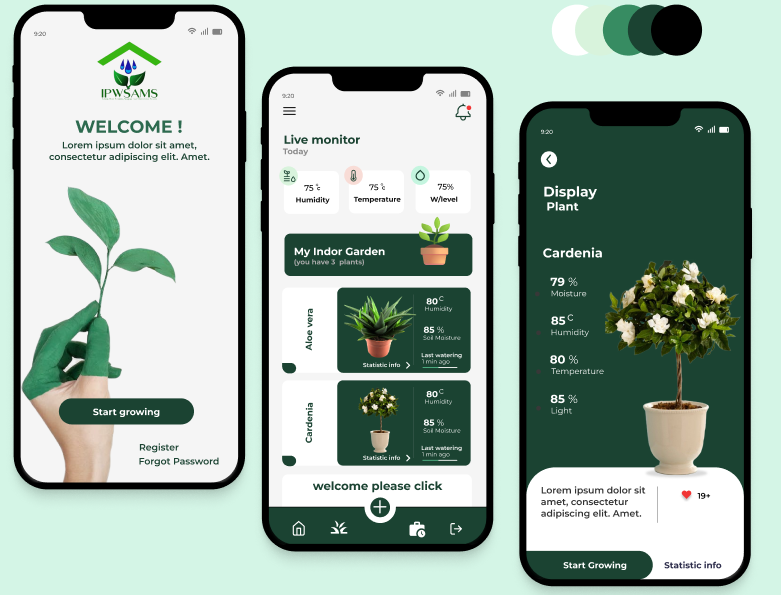 9:20
IPWSAMS
WELCOME !
Lorem ipsum dolor sit amet,
consectetur adipiscing elit. Amet.
Start growing
Register
Forgot Password
9:20
Live monitor
Today
75 °c
Humidity
75 °c
Temperature
75%
W/level
My Indor Garden
(you have 3 plants)
Aloe vera
80 C
Humidity
85 %
Soil Moisture
Last watering
1 min ago
Statistic info
Cardenia
80 C
Humidity
85 %
Soil Moisture
Last watering
1 min ago
Statistic info
welcome please click
9:20
Display
Plant
Cardenia
79 %
Moisture
85 C
Humidity
80 %
Temperature
85 %
Light
Lorem ipsum dolor sit
amet, consectetur
adipiscing elit. Amet.
19+
Start Growing
Statistic info